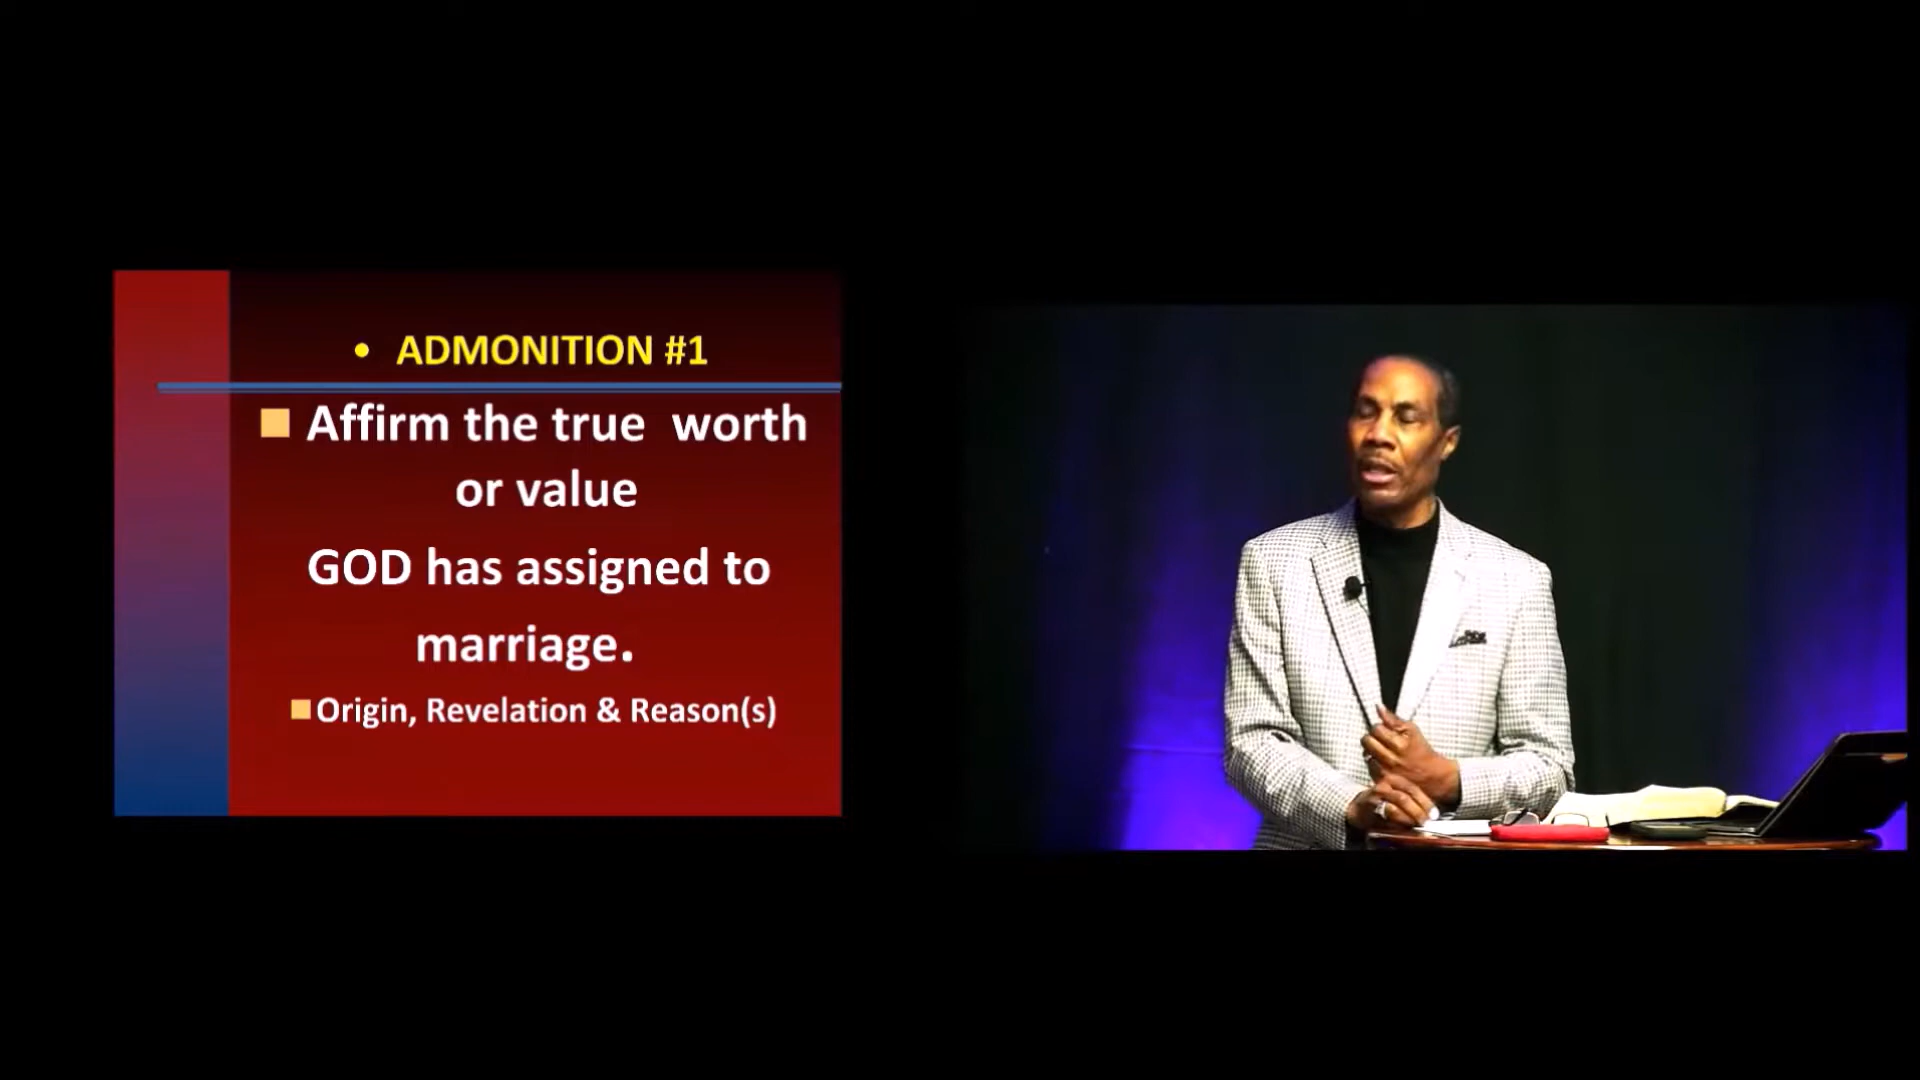 • ADMONITION #1
Affirm the true worth
or value
GOD has assigned to
marriage.
Origin, Revelation & Reason(s)